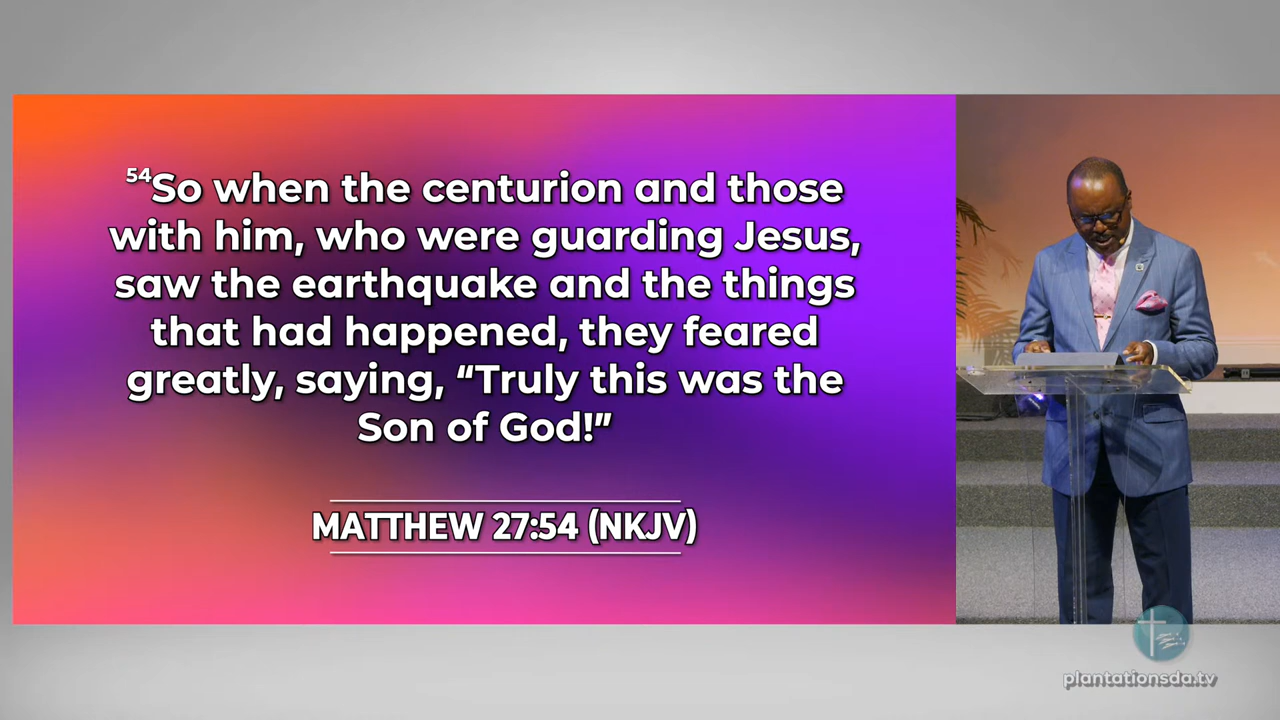 ⁵⁴So when the centurion and those
with him, who were guarding Jesus,
saw the earthquake and the things
that had happened, they feared
greatly, saying, “Truly this was the
Son of God!”
MATTHEW 27:54 (NKJV)
plantationsda.tv